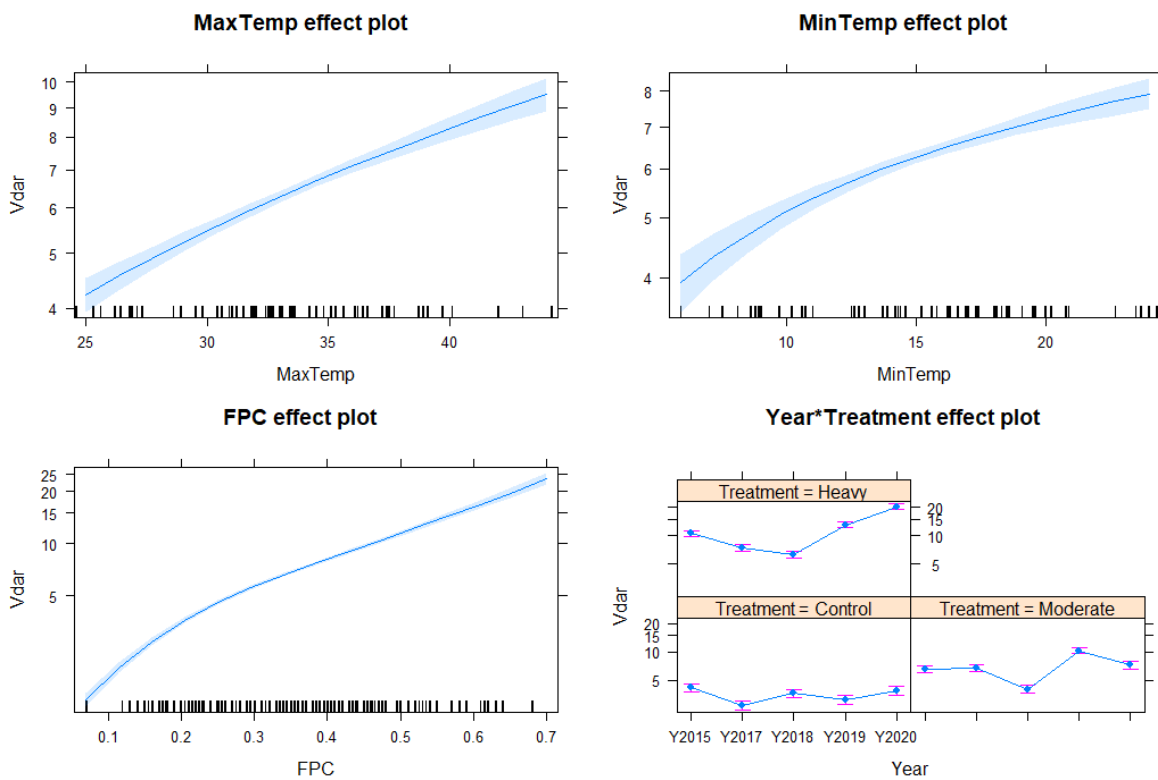 MaxTemp effect plot
10
9
8
7
6
5
4
Vdar
25 30 35 40
MaxTemp
MinTemp effect plot
8
7
6
5
4
Vdar
10 15 20
MinTemp
FPC effect plot
25
20
15
10
5
Vdar
0.1 0.2 0.3 0.4 0.5 0.6 0.7
FPC
Year*Treatment effect plot
Treatment = Heavy
20
15
10
5
Treatment = Control Treatment = Moderate
20
15
10
5
Vdar
Y2015 Y2017 Y2018 Y2019 Y2020
Year